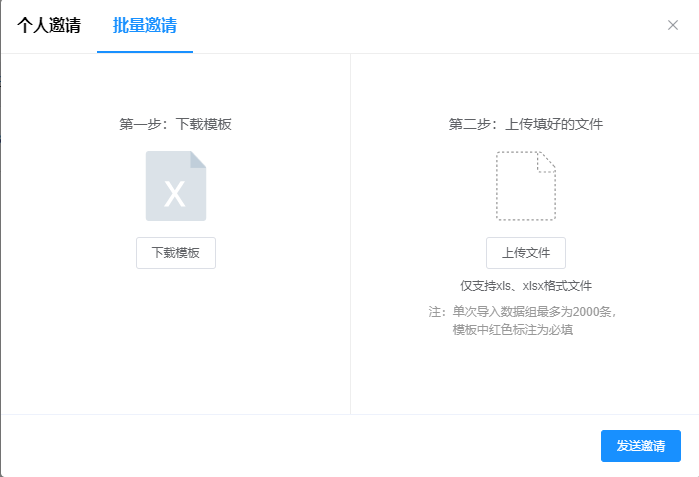 个人邀请
批量邀请
第一步：下载模板
X
下载模板
第二步：上传填好的文件
上传文件
仅支持xls、xlsx格式文件
注：单次导入数据组最多为2000条，
模板中红色标注为必填
发送邀请